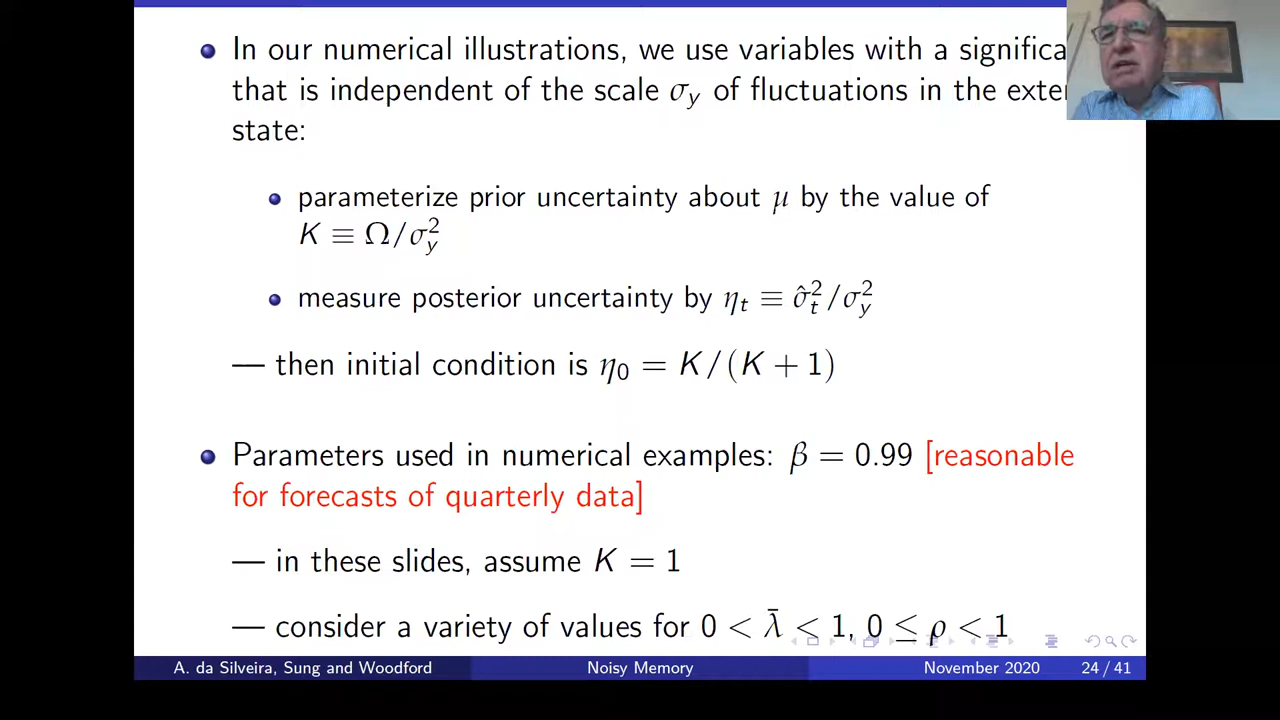 In our numerical illustrations, we use variables with a
that is independent of the scale σ_y of fluctuations in the
state:
parameterize prior uncertainty about μ by the value of
K ≡ Ω/σ_y^2
measure posterior uncertainty by η_t ≡ σ̂_t^2/σ_y^2
— then initial condition is η_0 = K/(K + 1)
Parameters used in numerical examples: β = 0.99 [reasonable
for forecasts of quarterly data]
— in these slides, assume K = 1
— consider a variety of values for 0 < λ̄ < 1, 0 ≤ ρ < 1
A. da Silveira, Sung and Woodford Noisy Memory November 2020 24 / 41